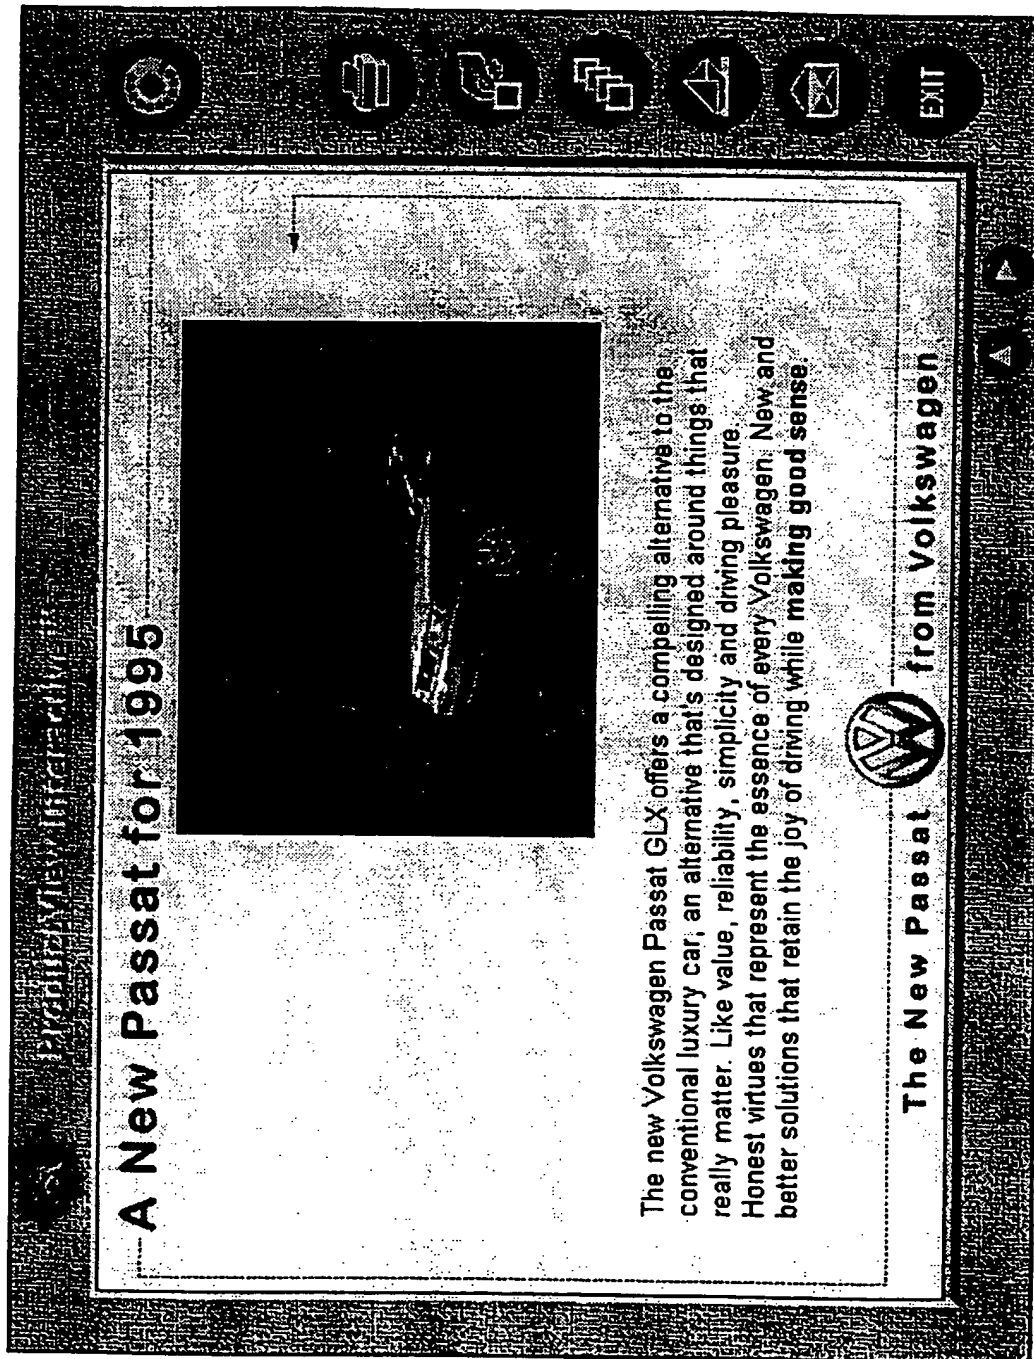 ProductView Interactive
A New Passat for 1995
The new Volkswagen Passat GLX offers a compelling alternative to the
conventional luxury car, an alternative that's designed around things that
really matter. Like value, reliability, simplicity and driving pleasure.
Honest virtues that represent the essence of every Volkswagen. New and
better solutions that retain the joy of driving while making good sense.
The New Passat from Volkswagen
EXIT